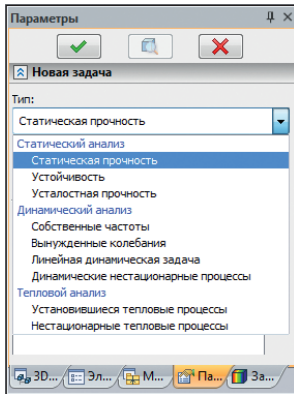 Параметры
Новая задача
Тип:
Статическая прочность
Статический анализ
Статическая прочность
Устойчивость
Усталостная прочность
Динамический анализ
Собственные частоты
Вынужденные колебания
Линейная динамическая задача
Динамические нестационарные процессы
Тепловой анализ
Установившиеся тепловые процессы
Нестационарные тепловые процессы
3D... Эл... М... Па... За...